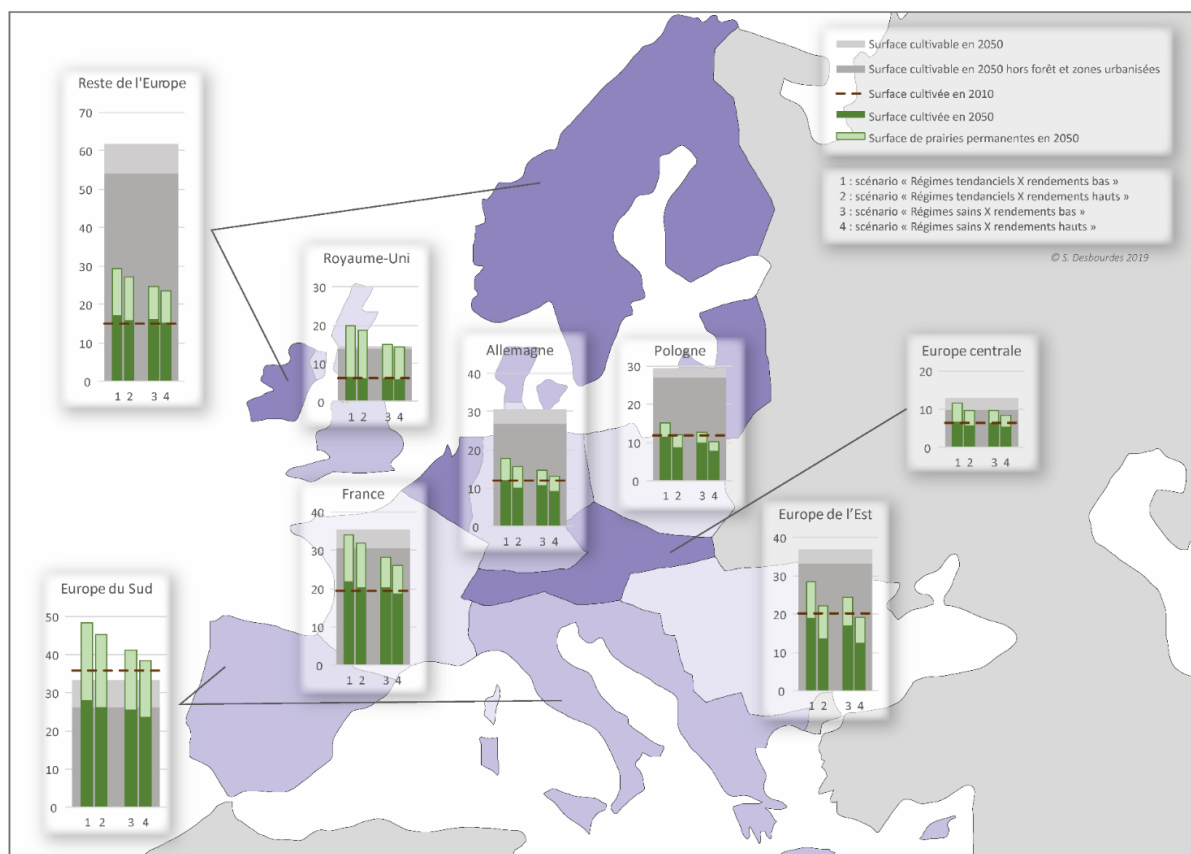 Surface cultivable en 2050
Surface cultivable en 2050 hors forêt et zones urbanisées
Surface cultivée en 2010
Surface cultivée en 2050
Surface de prairies permanentes en 2050
1 : scénario « Régimes tendanciels X rendements bas »
2 : scénario « Régimes tendanciels X rendements hauts »
3 : scénario « Régimes sains X rendements bas »
4 : scénario « Régimes sains X rendements hauts »
© S. Desbourdes 2019
Reste de l'Europe
70
60
50
40
30
20
10
0
1 2 3 4
Royaume-Uni
30
20
10
0
1 2 3 4
Allemagne
40
30
20
10
0
1 2 3 4
Pologne
30
20
10
0
1 2 3 4
Europe centrale
20
10
0
1 2 3 4
France
40
30
20
10
0
1 2 3 4
Europe de l’Est
40
30
20
10
0
1 2 3 4
Europe du Sud
50
40
30
20
10
0
1 2 3 4